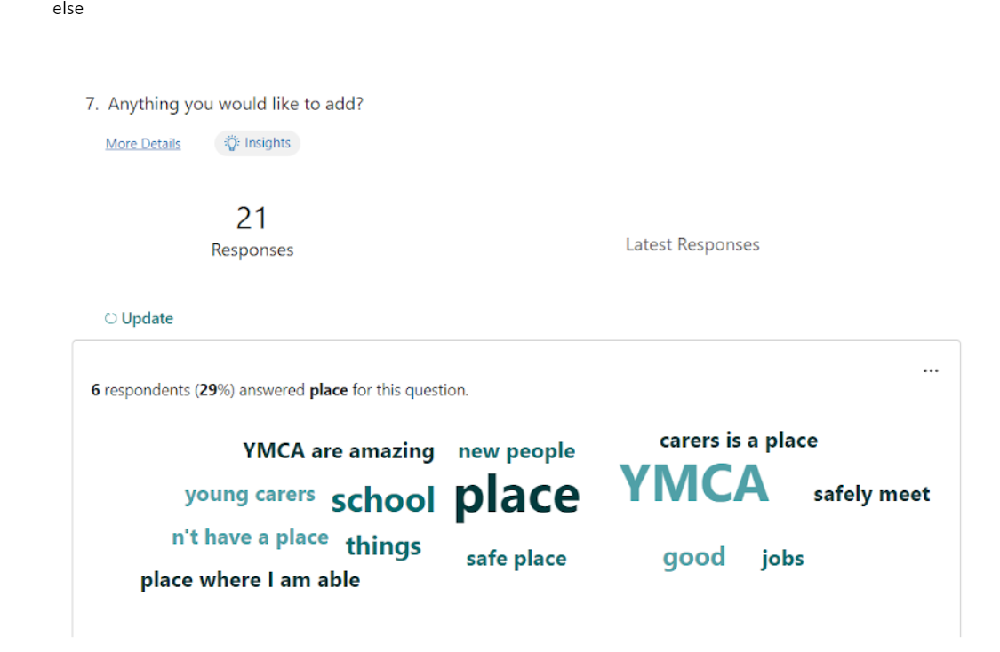 else
7. Anything you would like to add?
More Details
Insights
21
Responses
Latest Responses
Update
...
6 respondents (29%) answered place for this question.
YMCA are amazing new people carers is a place
young carers school place YMCA safely meet
n't have a place things safe place good jobs
place where I am able